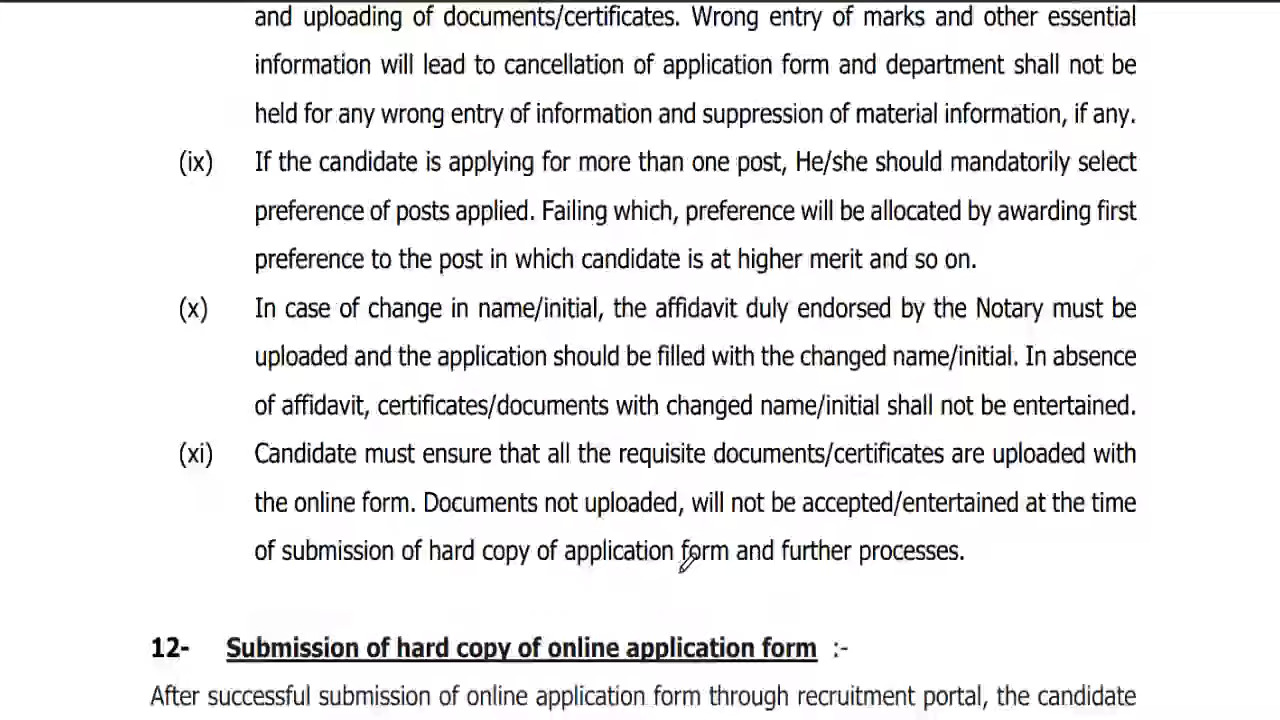 and uploading of documents/certificates. Wrong entry of marks and other essential
information will lead to cancellation of application form and department shall not be
held for any wrong entry of information and suppression of material information, if any.
(ix) If the candidate is applying for more than one post, He/she should mandatorily select
preference of posts applied. Failing which, preference will be allocated by awarding first
preference to the post in which candidate is at higher merit and so on.
(x) In case of change in name/initial, the affidavit duly endorsed by the Notary must be
uploaded and the application should be filled with the changed name/initial. In absence
of affidavit, certificates/documents with changed name/initial shall not be entertained.
(xi) Candidate must ensure that all the requisite documents/certificates are uploaded with
the online form. Documents not uploaded, will not be accepted/entertained at the time
of submission of hard copy of application form and further processes.
12- Submission of hard copy of online application form :-
After successful submission of online application form through recruitment portal, the candidate